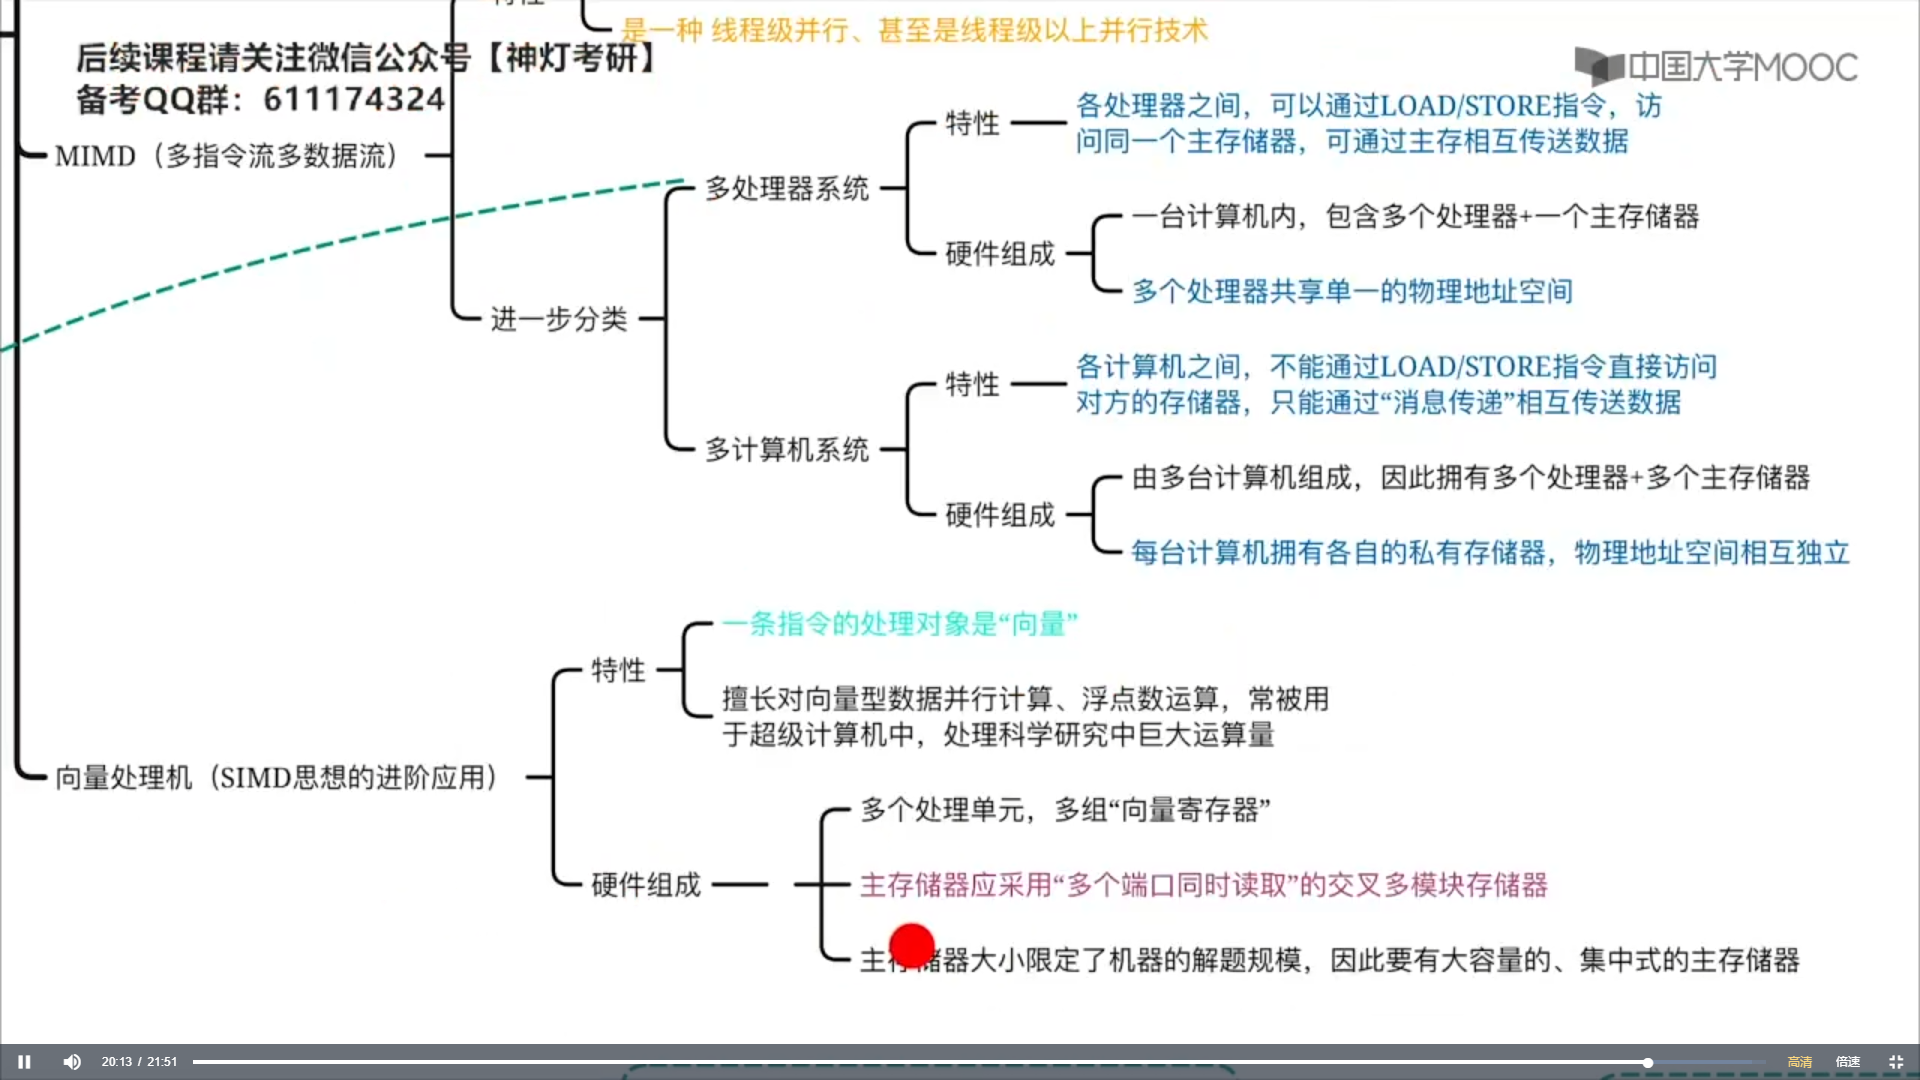 特性
是一种 线程级并行、甚至是线程级以上并行技术
后续课程请关注微信公众号【神灯考研】
备考QQ群：611174324
中国大学MOOC
MIMD（多指令流多数据流）
进一步分类
多处理器系统
特性
各处理器之间，可以通过LOAD/STORE指令，访
问同一个主存储器，可通过主存相互传送数据
硬件组成
一台计算机内，包含多个处理器+一个主存储器
多个处理器共享单一的物理地址空间
多计算机系统
特性
各计算机之间，不能通过LOAD/STORE指令直接访问
对方的存储器，只能通过“消息传递”相互传送数据
硬件组成
由多台计算机组成，因此拥有多个处理器+多个主存储器
每台计算机拥有各自的私有存储器，物理地址空间相互独立
向量处理机（SIMD思想的进阶应用）
特性
一条指令的处理对象是“向量”
擅长对向量型数据并行计算、浮点数运算，常被用
于超级计算机中，处理科学研究中巨大运算量
硬件组成
多个处理单元，多组“向量寄存器”
主存储器应采用“多个端口同时读取”的交叉多模块存储器
主存储器大小限定了机器的解题规模，因此要有大容量的、集中式的主存储器
20:13 / 21:51
高清
倍速